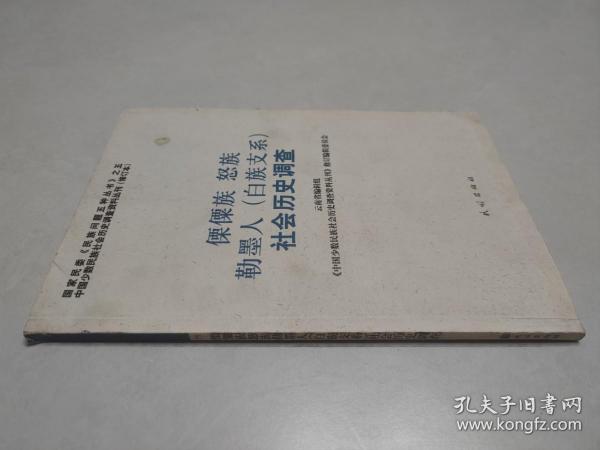 国家民委《民族问题五种丛书》之五
中国少数民族社会历史调查资料丛刊(修订本)
傈僳族 怒族
勒墨人(白族支系)
社会历史调查
云南省编辑组
《中国少数民族社会历史调查资料丛刊》修订编辑委员会
民族出版社
孔夫子旧书网
www.kongfz.com